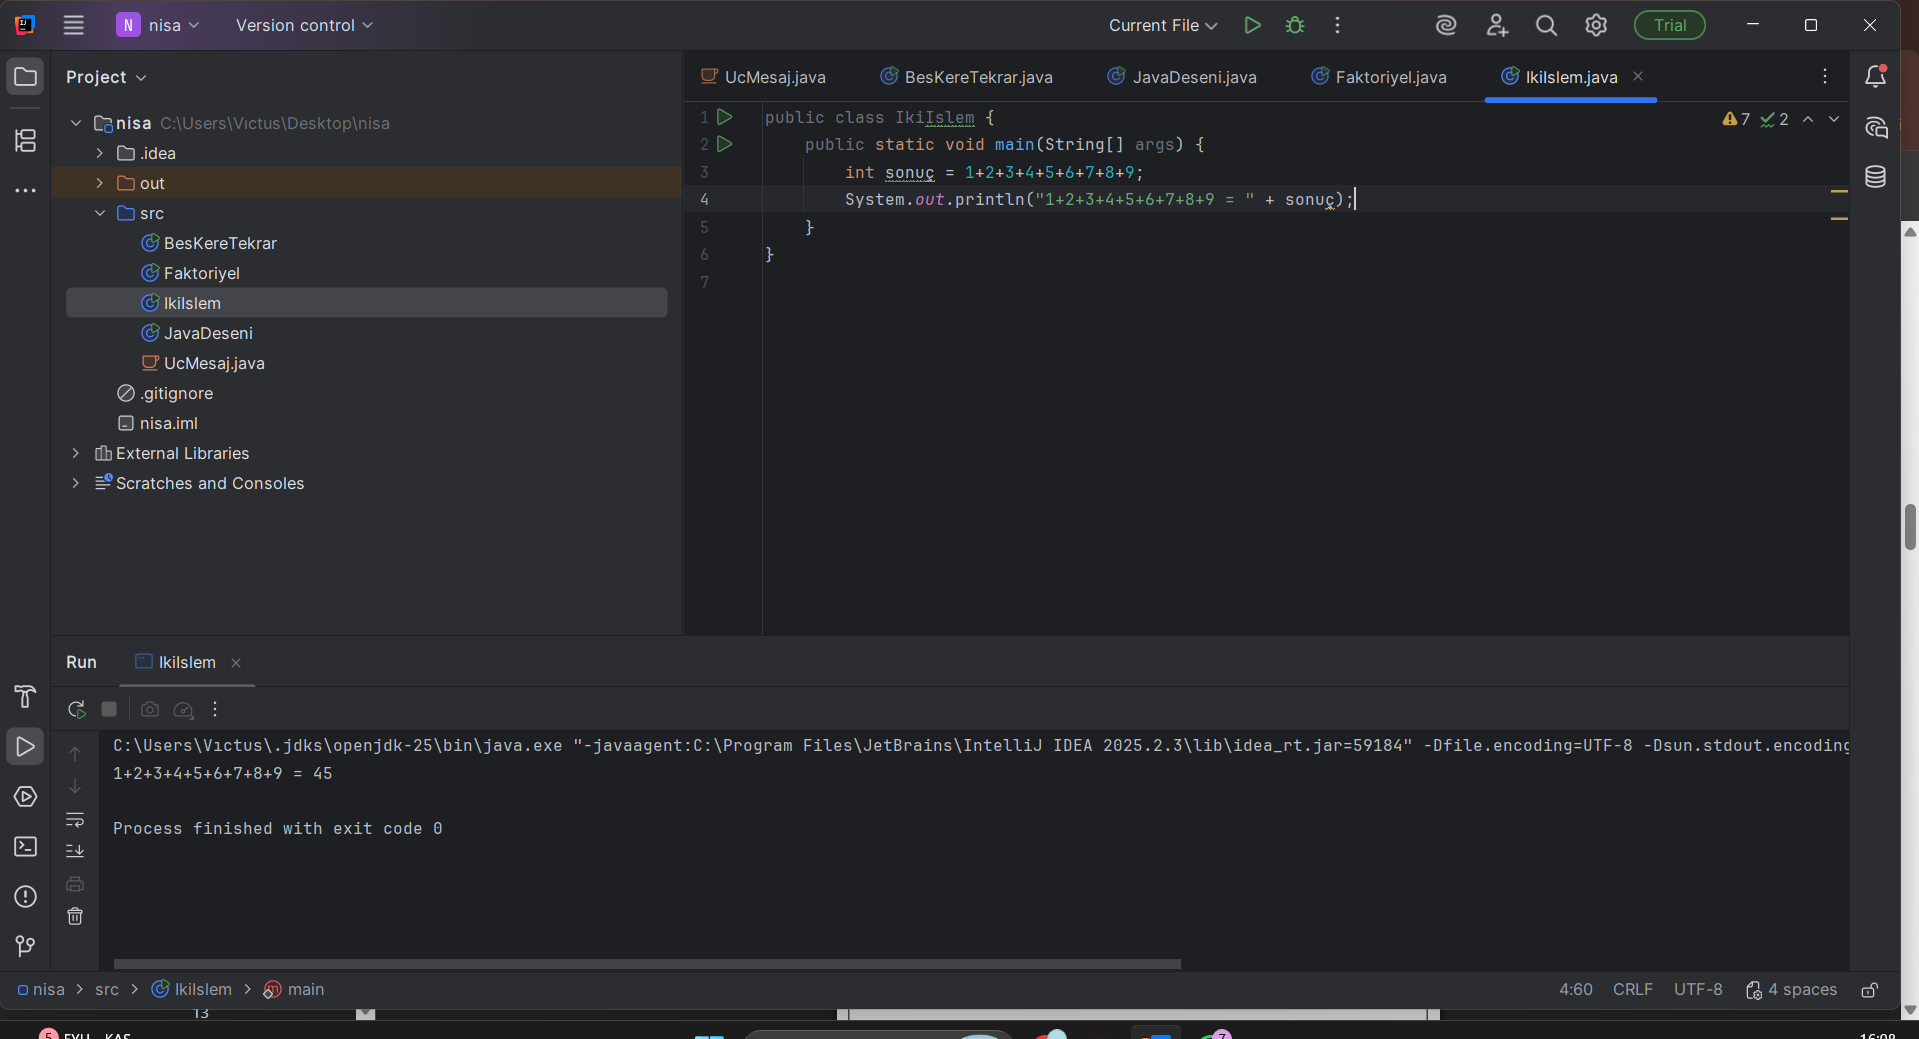 N nisa Version control Current File Trial
Project
nisa C:\Users\Vıctus\Desktop\nisa
.idea
out
src
BesKereTekrar
Faktoriyel
IkiIslem
JavaDeseni
UcMesaj.java
.gitignore
nisa.iml
External Libraries
Scratches and Consoles
UcMesaj.java BesKereTekrar.java JavaDeseni.java Faktoriyel.java IkiIslem.java
7 2
1 public class IkiIslem {
2 public static void main(String[] args) {
3 int sonuç = 1+2+3+4+5+6+7+8+9;
4 System.out.println("1+2+3+4+5+6+7+8+9 = " + sonuç);
5 }
6 }
7
Run IkiIslem
C:\Users\Vıctus\.jdks\openjdk-25\bin\java.exe "-javaagent:C:\Program Files\JetBrains\IntelliJ IDEA 2025.2.3\lib\idea_rt.jar=59184" -Dfile.encoding=UTF-8 -Dsun.stdout.encoding
1+2+3+4+5+6+7+8+9 = 45
Process finished with exit code 0
nisa src IkiIslem main 4:60 CRLF UTF-8 4 spaces
13